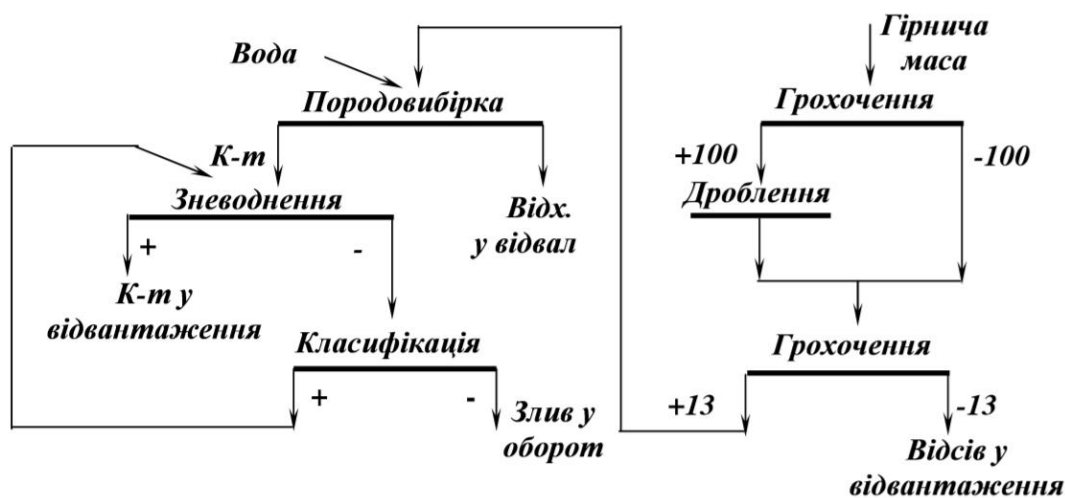 Гірнича
маса
Вода
Породовибірка
Грохочення
К-т
+100
-100
Зневоднення
Дроблення
Відх.
у відвал
+
-
К-т у
відвантаження
Класифікація
Грохочення
+
-
+13
-13
Злив у
оборот
Відсів у
відвантаження